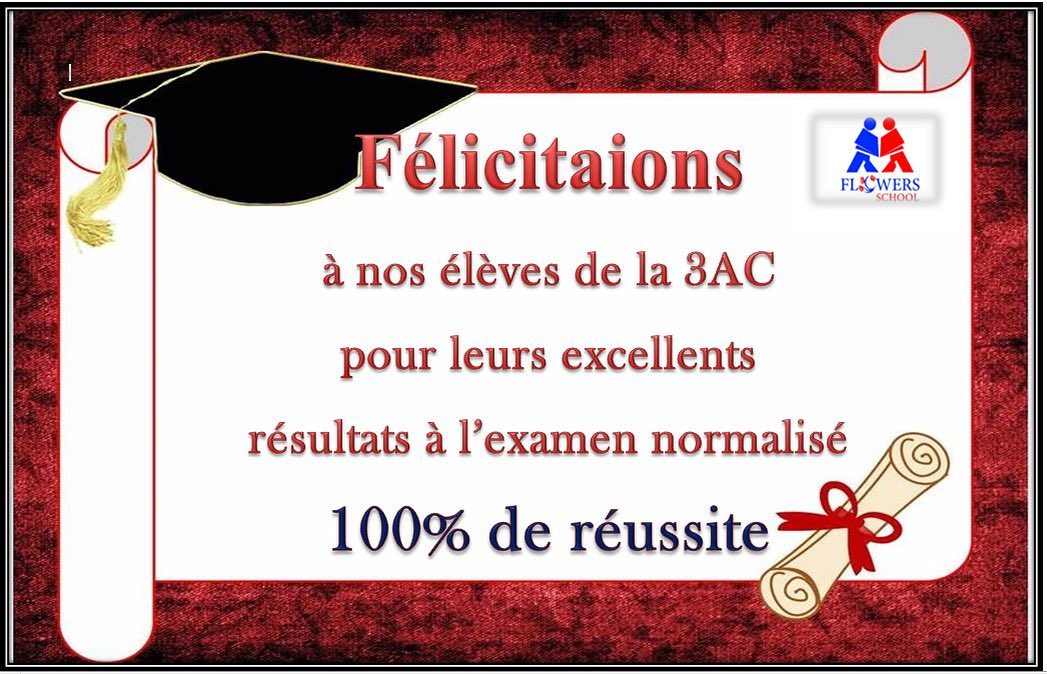 Félicitaions
FLOWERS
SCHOOL
à nos élèves de la 3AC
pour leurs excellents
résultats à l'examen normalisé
100% de réussite